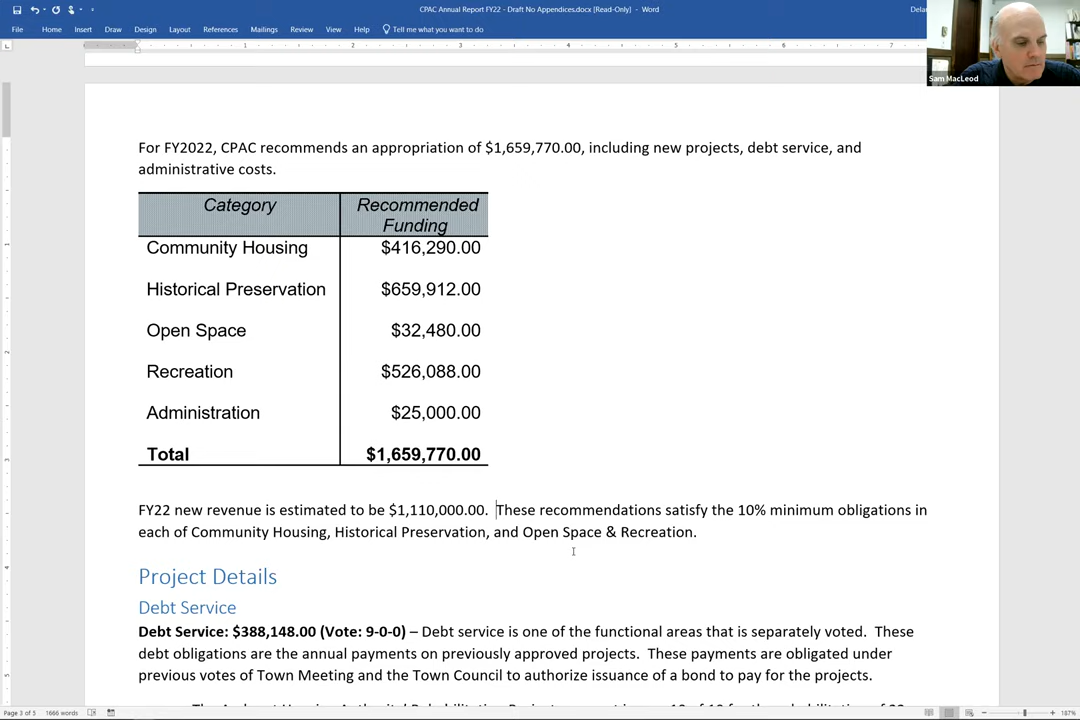 CPAC Annual Report FY22 - Draft No Appendices.docx [Read-Only] - Word
File Home Insert Draw Design Layout References Mailings Review View Help Tell me what you want to do
Sam MacLeod
For FY2022, CPAC recommends an appropriation of $1,659,770.00, including new projects, debt service, and
administrative costs.
Category Recommended
Funding
Community Housing $416,290.00
Historical Preservation $659,912.00
Open Space $32,480.00
Recreation $526,088.00
Administration $25,000.00
Total $1,659,770.00
FY22 new revenue is estimated to be $1,110,000.00. These recommendations satisfy the 10% minimum obligations in
each of Community Housing, Historical Preservation, and Open Space & Recreation.
Project Details
Debt Service
Debt Service: $388,148.00 (Vote: 9-0-0) – Debt service is one of the functional areas that is separately voted. These
debt obligations are the annual payments on previously approved projects. These payments are obligated under
previous votes of Town Meeting and the Town Council to authorize issuance of a bond to pay for the projects.
Page 3 of 5 1666 words 187%